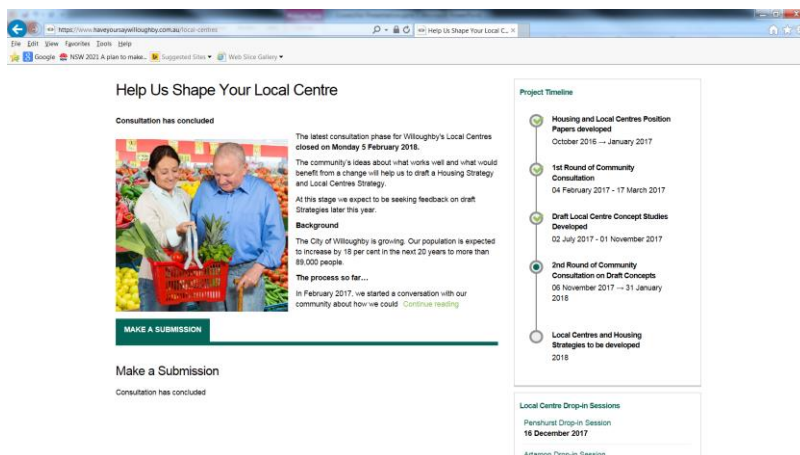 https://www.haveyoursaywilloughby.com.au/local-centres
Help Us Shape Your Local C...
File Edit View Favorites Tools Help
Google NSW 2021 A plan to make... Suggested Sites Web Slice Gallery
Help Us Shape Your Local Centre
Consultation has concluded
The latest consultation phase for Willoughby's Local Centres
closed on Monday 5 February 2018.
The community's ideas about what works well and what would
benefit from a change will help us to draft a Housing Strategy
and Local Centres Strategy.
At this stage we expect to be seeking feedback on draft
Strategies later this year.
Background
The City of Willoughby is growing. Our population is expected
to increase by 18 per cent in the next 20 years to more than
89,000 people.
The process so far...
In February 2017, we started a conversation with our
community about how we could Continue reading
MAKE A SUBMISSION
Make a Submission
Consultation has concluded
Project Timeline
Housing and Local Centres Position
Papers developed
October 2016 → January 2017
1st Round of Community
Consultation
04 February 2017 - 17 March 2017
Draft Local Centre Concept Studies
Developed
02 July 2017 - 01 November 2017
2nd Round of Community
Consultation on Draft Concepts
06 November 2017 → 31 January
2018
Local Centres and Housing
Strategies to be developed
2018
Local Centre Drop-in Sessions
Penshurst Drop-in Session
16 December 2017
Artarmon Drop-in Session